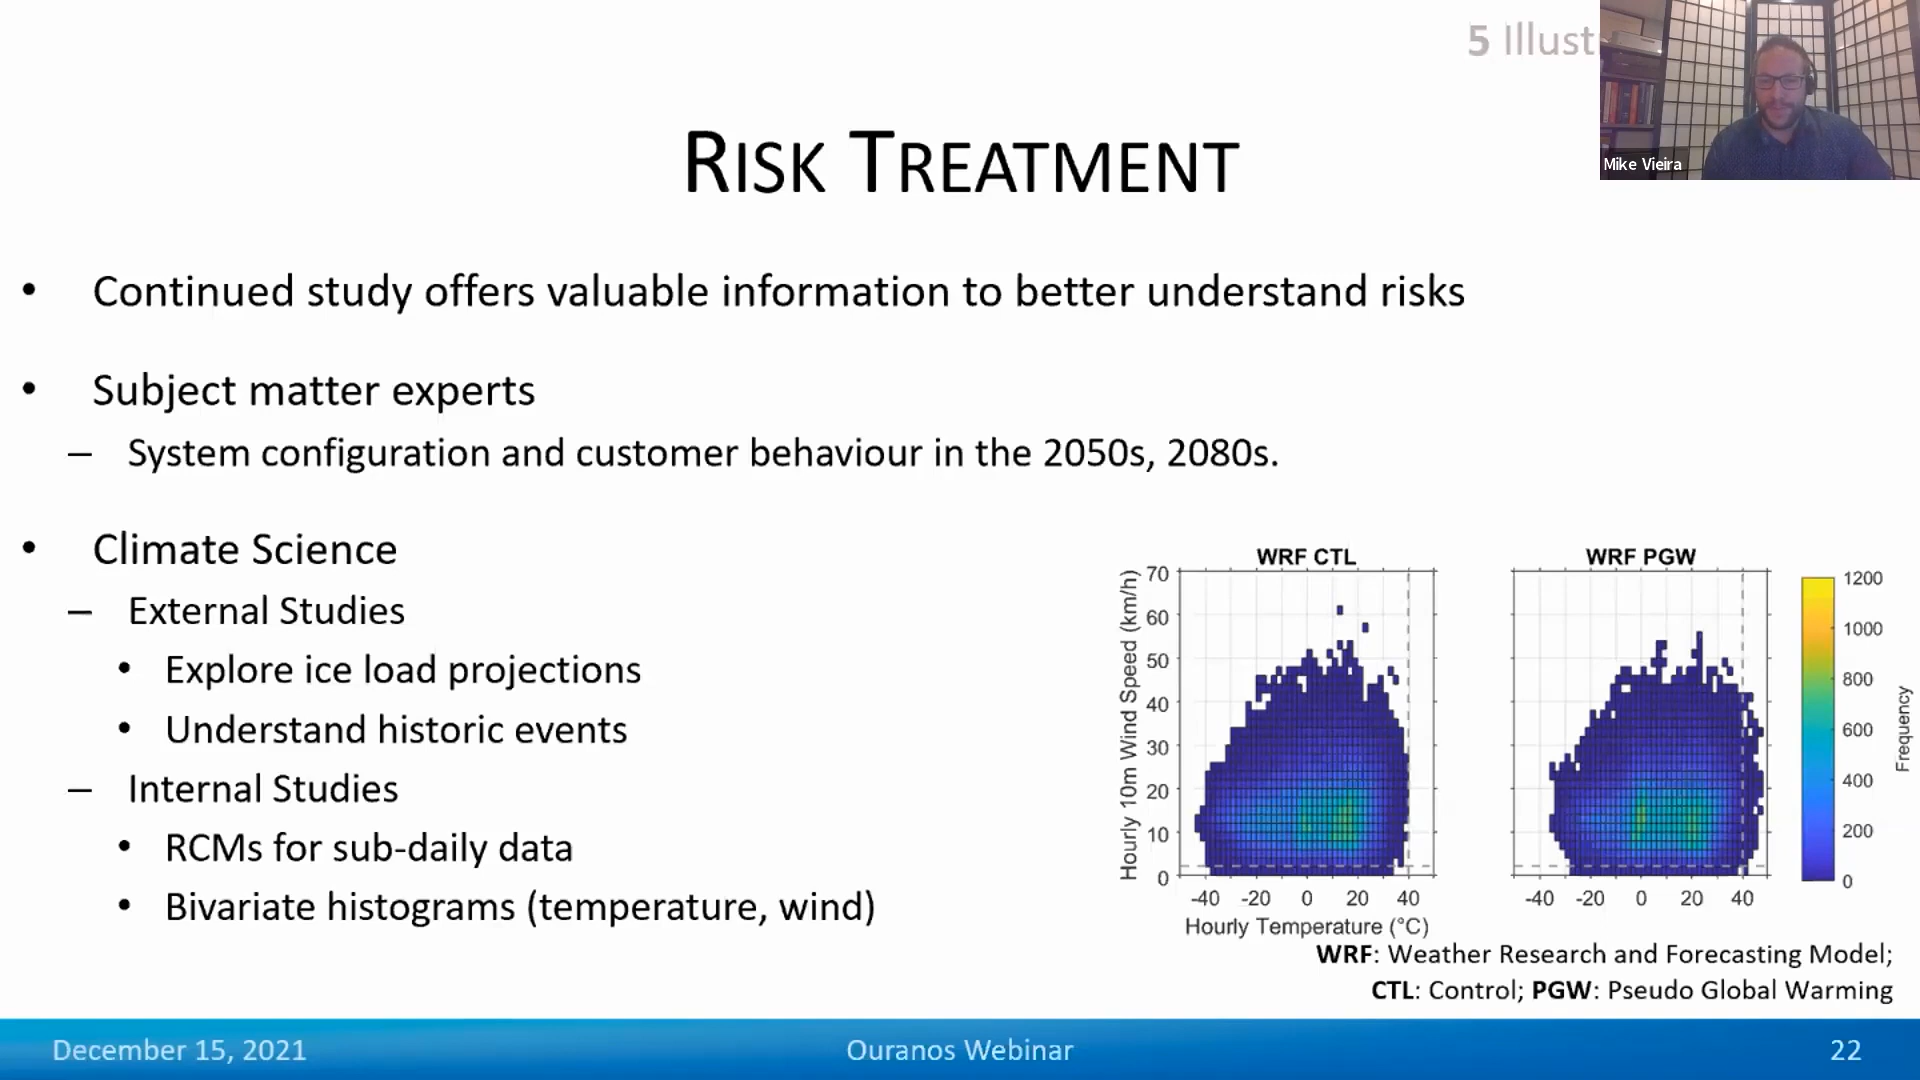 5 Illust
Mike Vieira
RISK TREATMENT
• Continued study offers valuable information to better understand risks
• Subject matter experts
– System configuration and customer behaviour in the 2050s, 2080s.
• Climate Science
– External Studies
• Explore ice load projections
• Understand historic events
– Internal Studies
• RCMs for sub-daily data
• Bivariate histograms (temperature, wind)
WRF CTL
WRF PGW
Hourly 10m Wind Speed (km/h)
70
60
50
40
30
20
10
0
-40 -20 0 20 40
Hourly Temperature (°C)
-40 -20 0 20 40
1200
1000
800
600
400
200
0
Frequency
WRF: Weather Research and Forecasting Model;
CTL: Control; PGW: Pseudo Global Warming
December 15, 2021
Ouranos Webinar
22